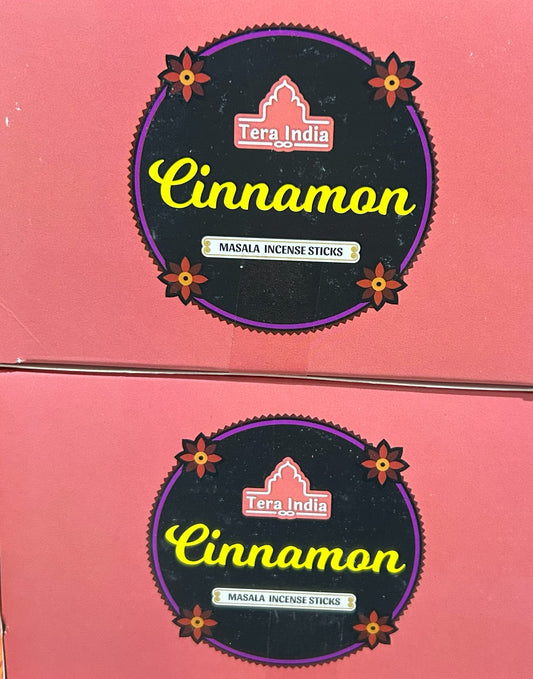 Tera India
Cinnamon
MASALA INCENSE STICKS
Tera India
Cinnamon
MASALA INCENSE STICKS